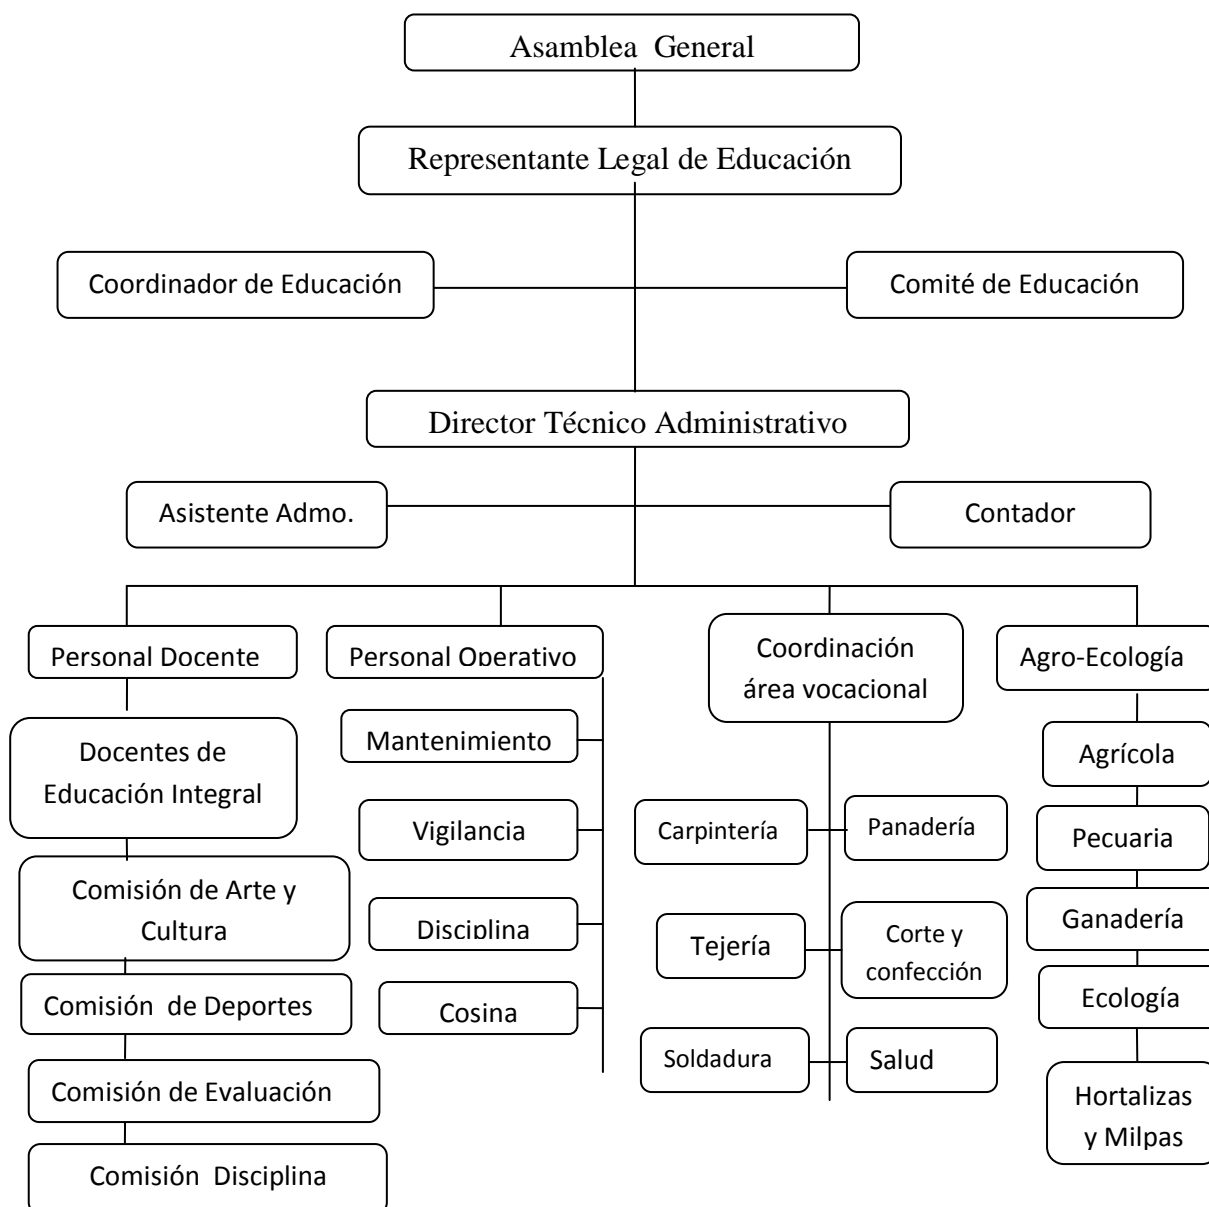 Asamblea  General
Representante Legal de Educación
Coordinador de Educación
Comité de Educación
Director Técnico Administrativo
Asistente Admo.
Contador
Personal Docente
Personal Operativo
Coordinación
área vocacional
Agro-Ecología
Docentes de
Educación Integral
Comisión de Arte y
Cultura
Comisión  de Deportes
Comisión de Evaluación
Comisión  Disciplina
Mantenimiento
Vigilancia
Disciplina
Cosina
Carpintería
Panadería
Tejería
Corte y
confección
Soldadura
Salud
Agrícola
Pecuaria
Ganadería
Ecología
Hortalizas
y Milpas